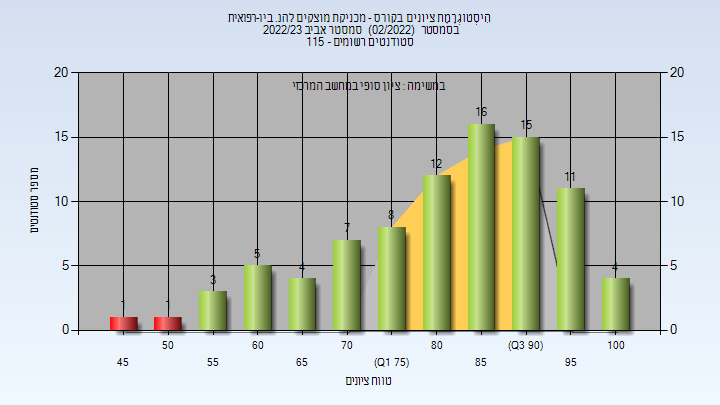 היסטוגרמת ציונים בקורס - מכניקת מוצקים להנ. ביו-רפואית
בסמסטר (02/2022) סמסטר אביב 2022/23
סטודנטים רשומים - 115
במשימה : ציון סופי במחשב המרכזי
מספר סטודנטים
20 20
15 15
10 10
5 5
0 0
1 1 3 5 4 7 8 12 16 15 11 4
50 60 70 80 (Q3 90) 100
45 55 65 (Q1 75) 85 95
טווח ציונים